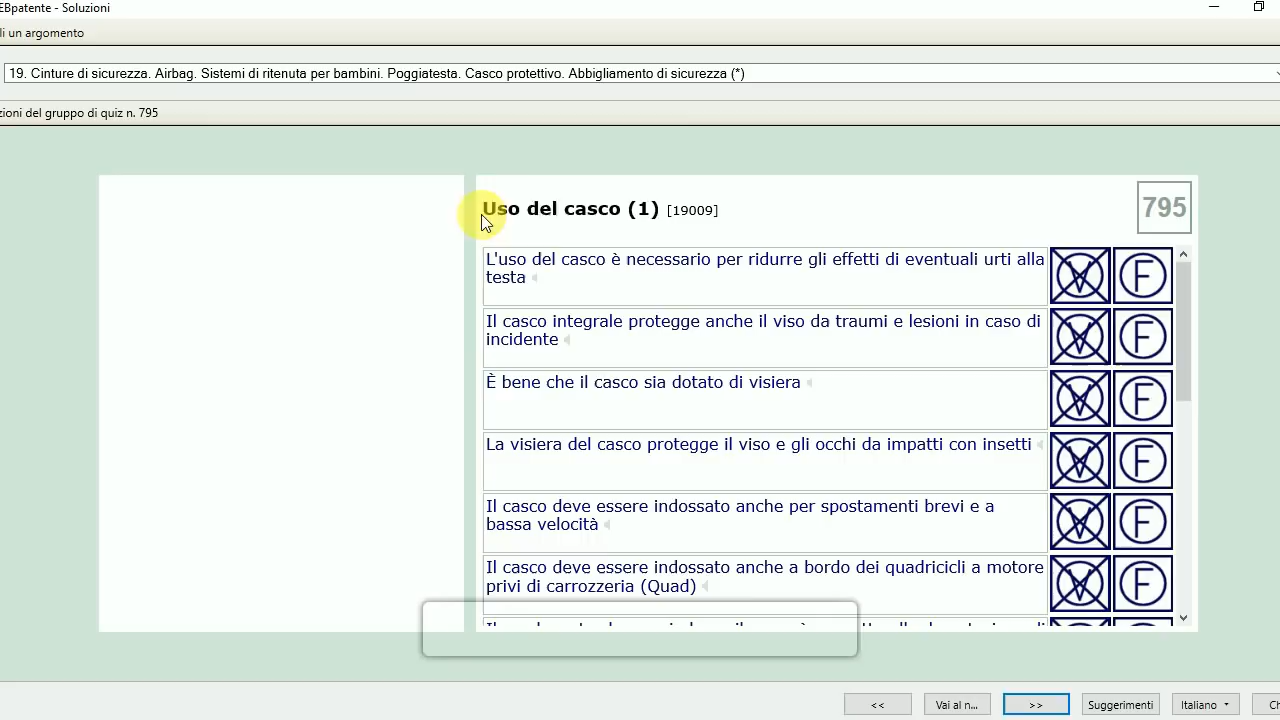 EBpatente - Soluzioni
li un argomento
19. Cinture di sicurezza. Airbag. Sistemi di ritenuta per bambini. Poggiatesta. Casco protettivo. Abbigliamento di sicurezza (*)
zioni del gruppo di quiz n. 795
Uso del casco (1) [19009]
795
L'uso del casco è necessario per ridurre gli effetti di eventuali urti alla
testa
V F
Il casco integrale protegge anche il viso da traumi e lesioni in caso di
incidente
V F
È bene che il casco sia dotato di visiera
V F
La visiera del casco protegge il viso e gli occhi da impatti con insetti
V F
Il casco deve essere indossato anche per spostamenti brevi e a
bassa velocità
V F
Il casco deve essere indossato anche a bordo dei quadricicli a motore
privi di carrozzeria (Quad)
V F
<< Vai al n... >> Suggerimenti Italiano